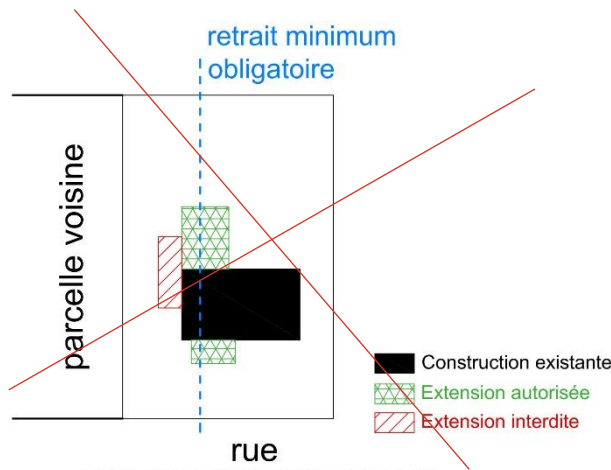 retrait minimum
obligatoire
parcelle voisine
Construction existante
Extension autorisée
Extension interdite
rue